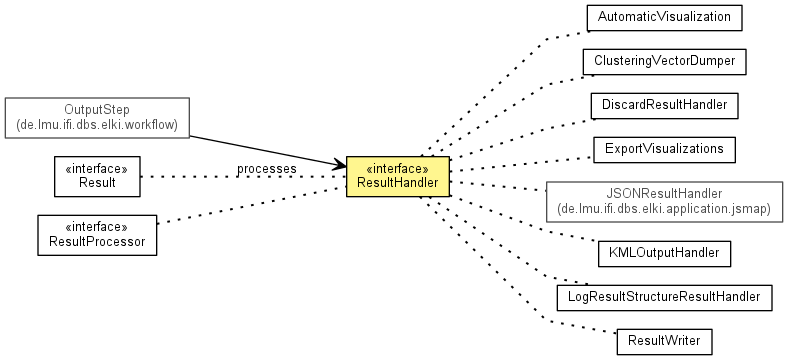 AutomaticVisualization
ClusteringVectorDumper
OutputStep
(de.lmu.ifi.dbs.elki.workflow)
DiscardResultHandler
ExportVisualizations
«interface»
Result
processes
«interface»
ResultHandler
JSONResultHandler
(de.lmu.ifi.dbs.elki.application.jsmap)
«interface»
ResultProcessor
KMLOutputHandler
LogResultStructureResultHandler
ResultWriter